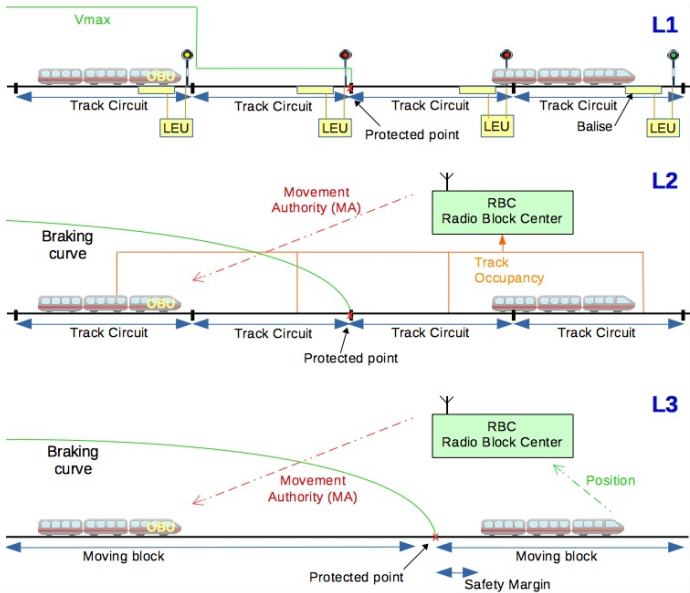 Vmax
L1
OBU
Track Circuit
Track Circuit
Track Circuit
Track Circuit
LEU
LEU
Protected point
LEU
Balise
LEU
L2
Movement
Authority (MA)
RBC
Radio Block Center
Braking
curve
Track
Occupancy
OBU
Track Circuit
Track Circuit
Track Circuit
Track Circuit
Protected point
L3
RBC
Radio Block Center
Braking
curve
Movement
Authority (MA)
Position
OBU
Moving block
Moving block
Protected point
Safety Margin